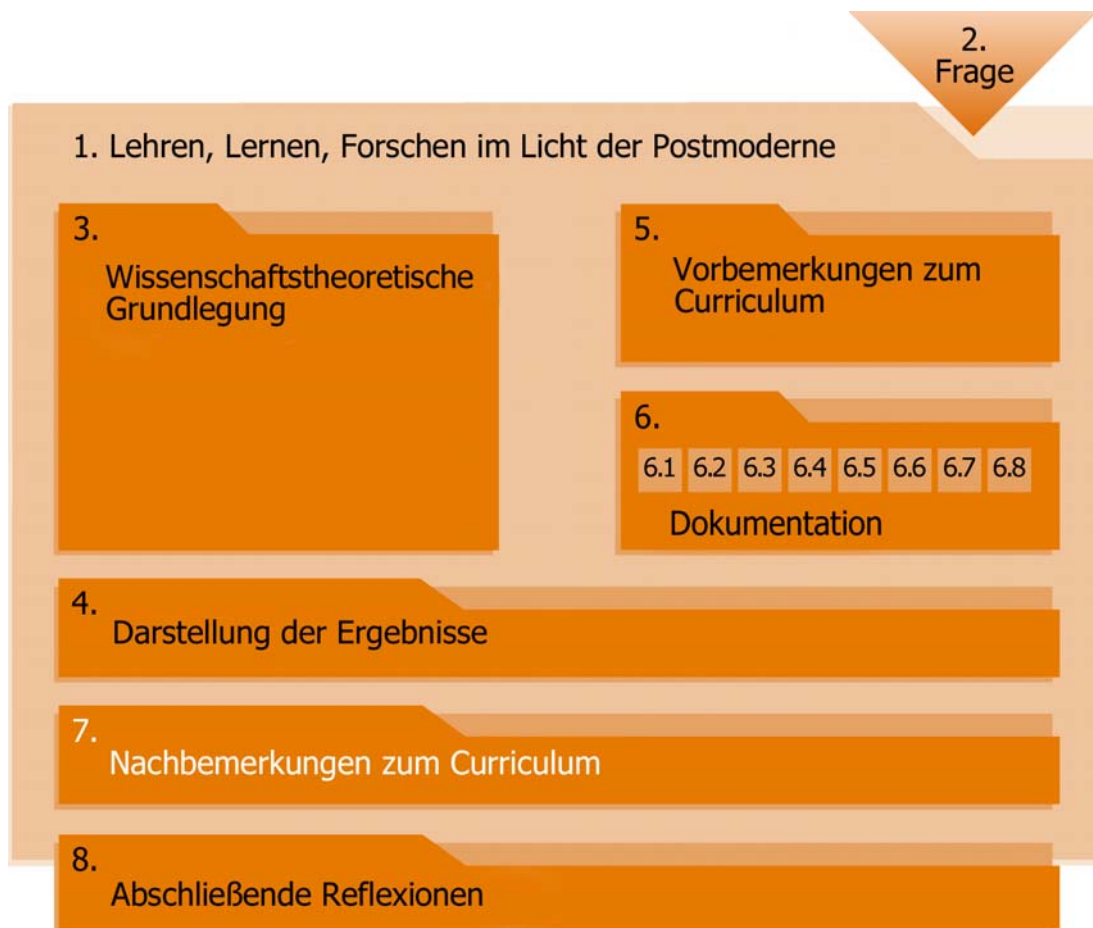 2.
Frage
1. Lehren, Lernen, Forschen im Licht der Postmoderne
3.
Wissenschaftstheoretische
Grundlegung
5.
Vorbemerkungen zum
Curriculum
6.
6.1 6.2 6.3 6.4 6.5 6.6 6.7 6.8
Dokumentation
4.
Darstellung der Ergebnisse
7.
Nachbemerkungen zum Curriculum
8.
Abschließende Reflexionen